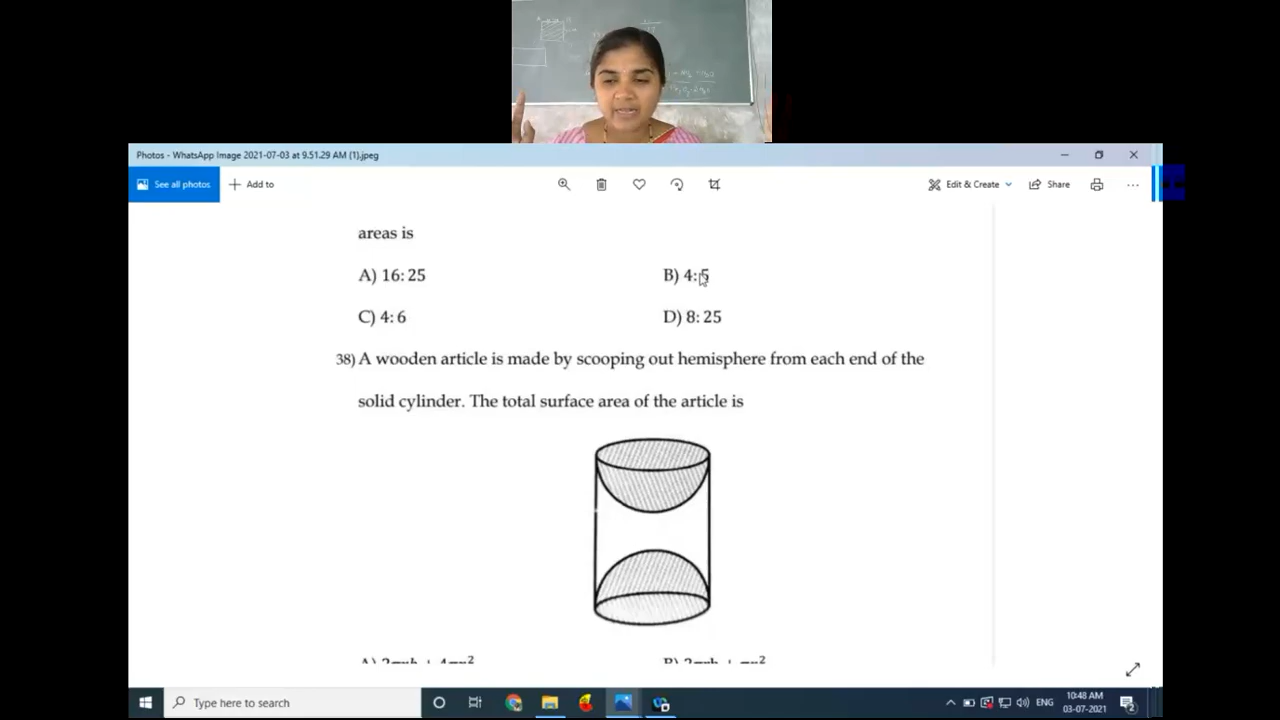 Photos - WhatsApp Image 2021-07-03 at 9.51.29 AM (1).jpeg
See all photos
Add to
Edit & Create
Share
areas is
A) 16: 25
B) 4: 5
C) 4: 6
D) 8: 25
38) A wooden article is made by scooping out hemisphere from each end of the
solid cylinder. The total surface area of the article is
Type here to search
ENG
10:48 AM
03-07-2021
2